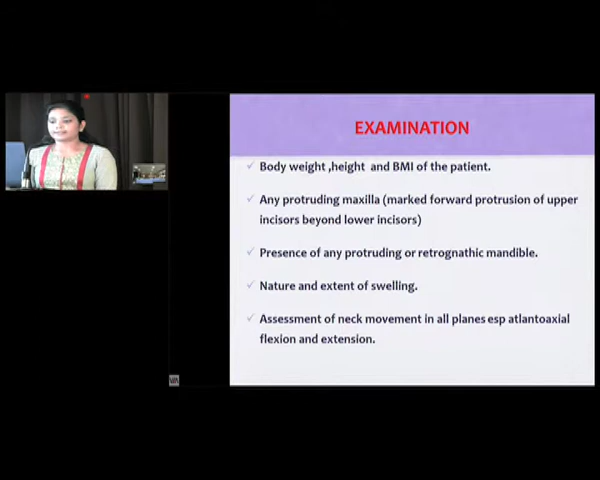 EXAMINATION
Body weight ,height and BMI of the patient.
Any protruding maxilla (marked forward protrusion of upper
incisors beyond lower incisors)
Presence of any protruding or retrognathic mandible.
Nature and extent of swelling.
Assessment of neck movement in all planes esp atlantoaxial
flexion and extension.